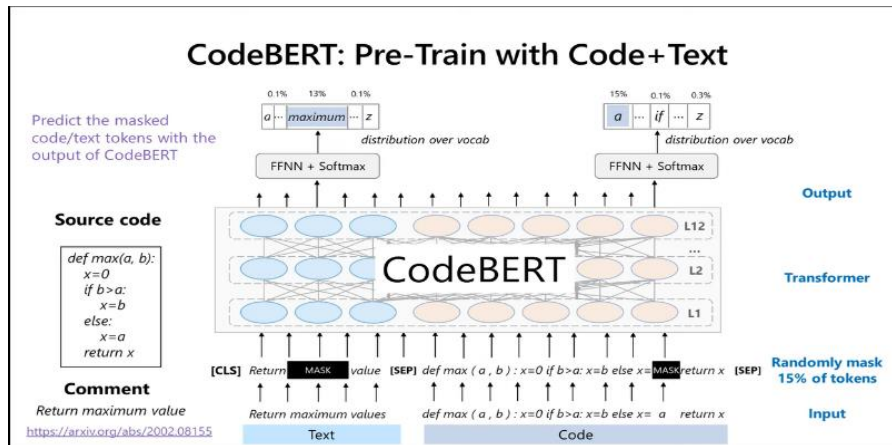 CodeBERT: Pre-Train with Code+Text
Predict the masked
code/text tokens with the
output of CodeBERT
0.1% 13% 0.1%
a ... maximum ... z
distribution over vocab
FFNN + Softmax
15% 0.1% 0.3%
a ... if ... z
distribution over vocab
FFNN + Softmax
Output
Source code
def max(a, b):
x=0
if b>a:
x=b
else:
x=a
return x
Comment
Return maximum value
https://arxiv.org/abs/2002.08155
L12
...
L2
L1
CodeBERT
Transformer
[CLS] Return MASK value [SEP] def max ( a , b ) : x=0 if b>a: x=b else x= MASK return x [SEP]
Randomly mask
15% of tokens
Return maximum values def max ( a, b ) : x=0 if b>a: x=b else x= a return x
Input
Text
Code